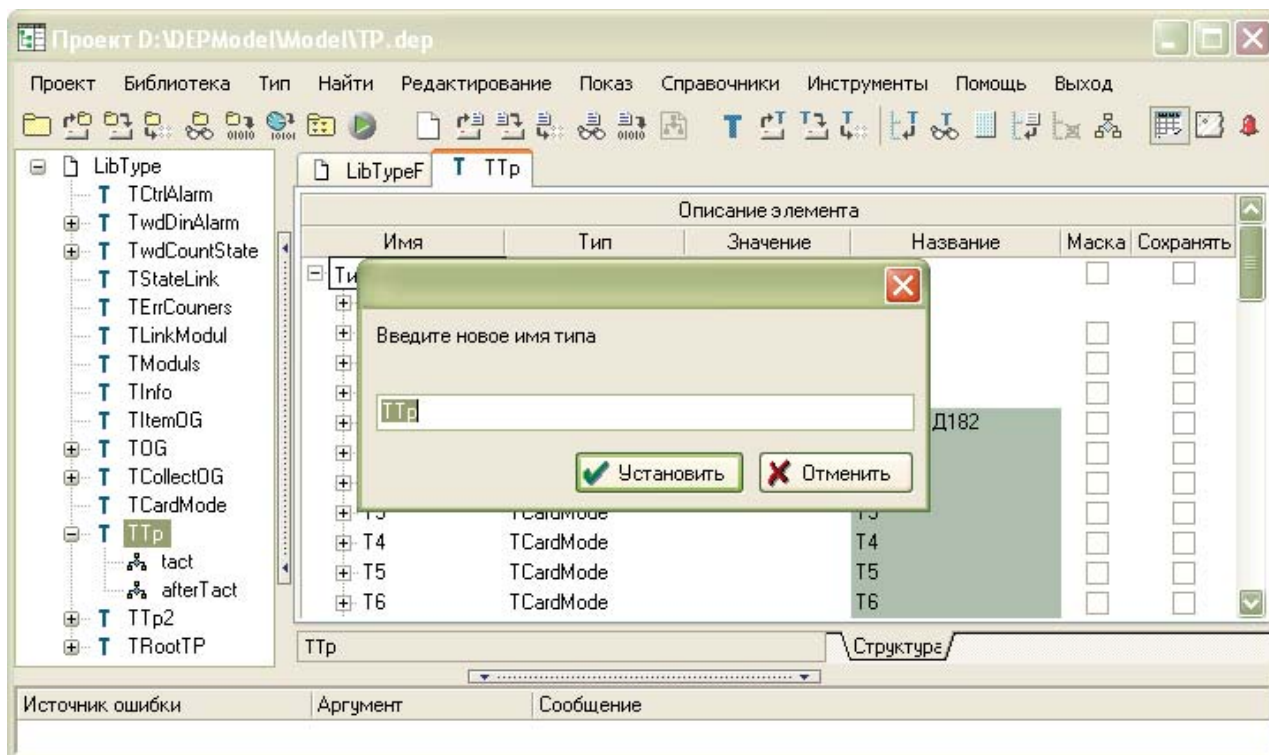 Проект D:\DEPModel\Model\TP.dep
Проект Библиотека Тип Найти Редактирование Показ Справочники Инструменты Помощь Выход
LibType
TCtrlAlarm
TwdDinAlarm
TwdCountState
TStateLink
TErrCouners
TLinkModul
TModuls
TInfo
TItemOG
TOG
TCollectOG
TCardMode
TTp
tact
afterTact
TTp2
TRootTP
LibTypeF TTp
Описание элемента
Имя Тип Значение Название Маска Сохранять
Введите новое имя типа
TTp
Установить Отменить
Д182
T3 TCardMode T3
T4 TCardMode T4
T5 TCardMode T5
T6 TCardMode T6
TTp Структура
Источник ошибки Аргумент Сообщение